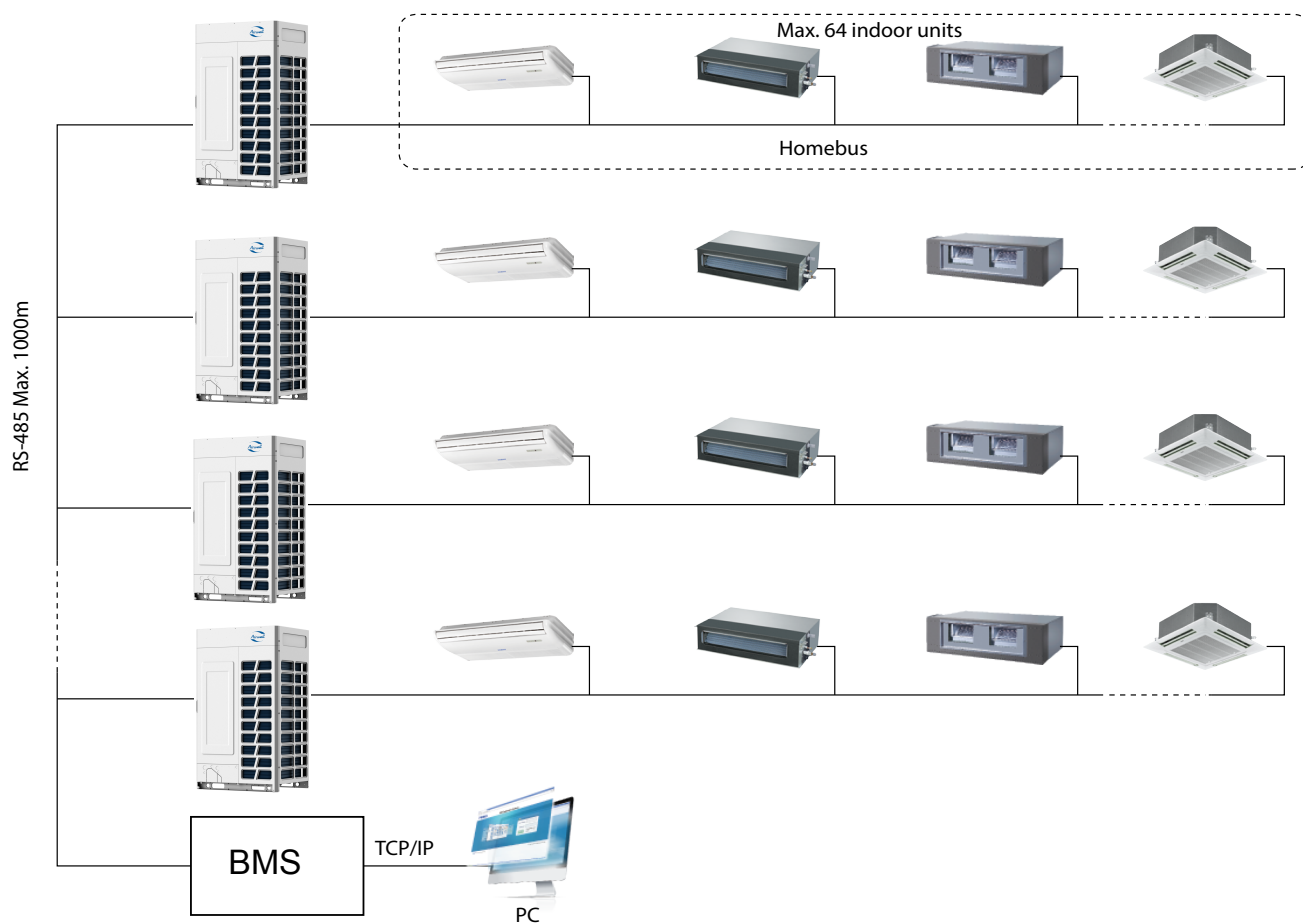 Max. 64 indoor units
Homebus
RS-485 Max. 1000m
BMS
TCP/IP
PC